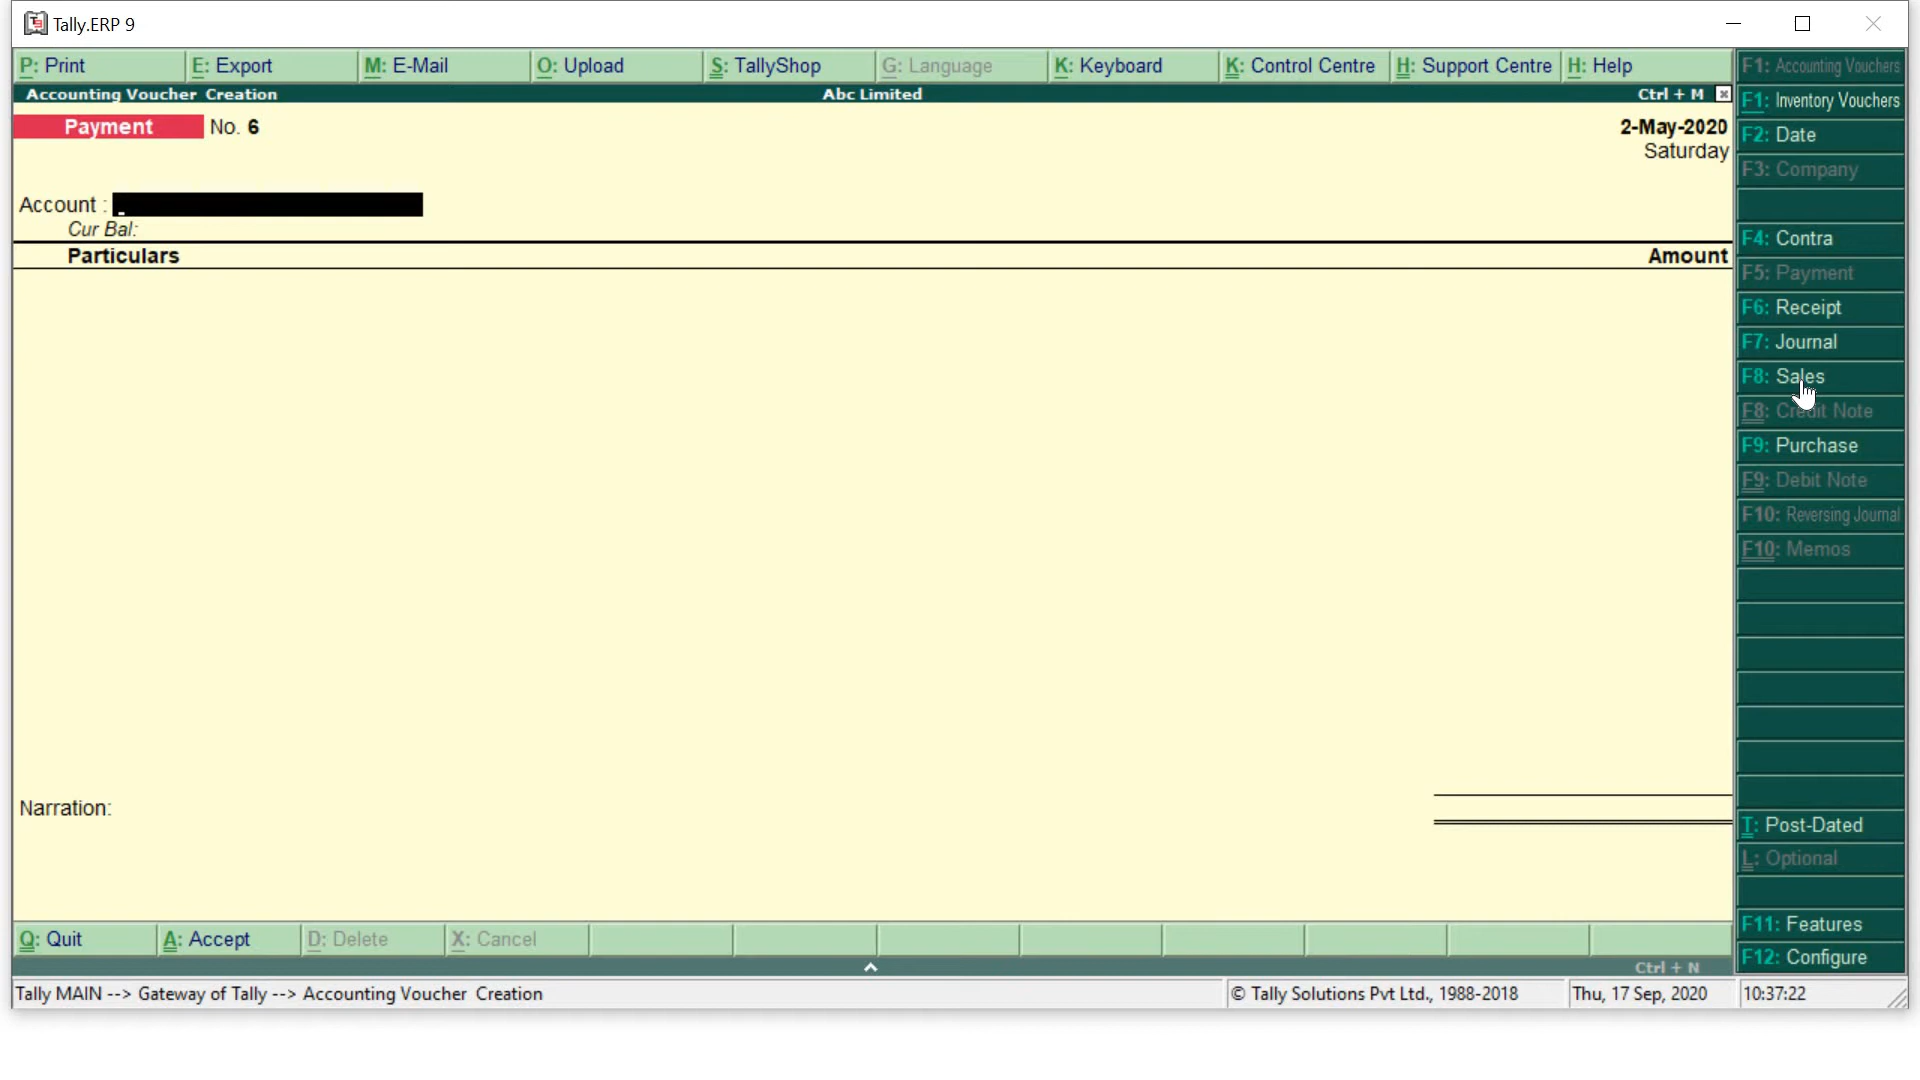 Tally.ERP 9
P: Print E: Export M: E-Mail O: Upload S: TallyShop G: Language K: Keyboard K: Control Centre H: Support Centre H: Help
Accounting Voucher Creation Abc Limited Ctrl + M
Payment No. 6 2-May-2020
Saturday
Account :
Cur Bal:
Particulars Amount
Narration:
F1: Accounting Vouchers
F1: Inventory Vouchers
F2: Date
F3: Company
F4: Contra
F5: Payment
F6: Receipt
F7: Journal
F8: Sales
F8: Credit Note
F9: Purchase
F9: Debit Note
F10: Reversing Journal
F10: Memos
T: Post-Dated
L: Optional
F11: Features
F12: Configure
Q: Quit A: Accept D: Delete X: Cancel
Ctrl + N
Tally MAIN --> Gateway of Tally --> Accounting Voucher Creation © Tally Solutions Pvt Ltd., 1988-2018 Thu, 17 Sep, 2020 10:37:22